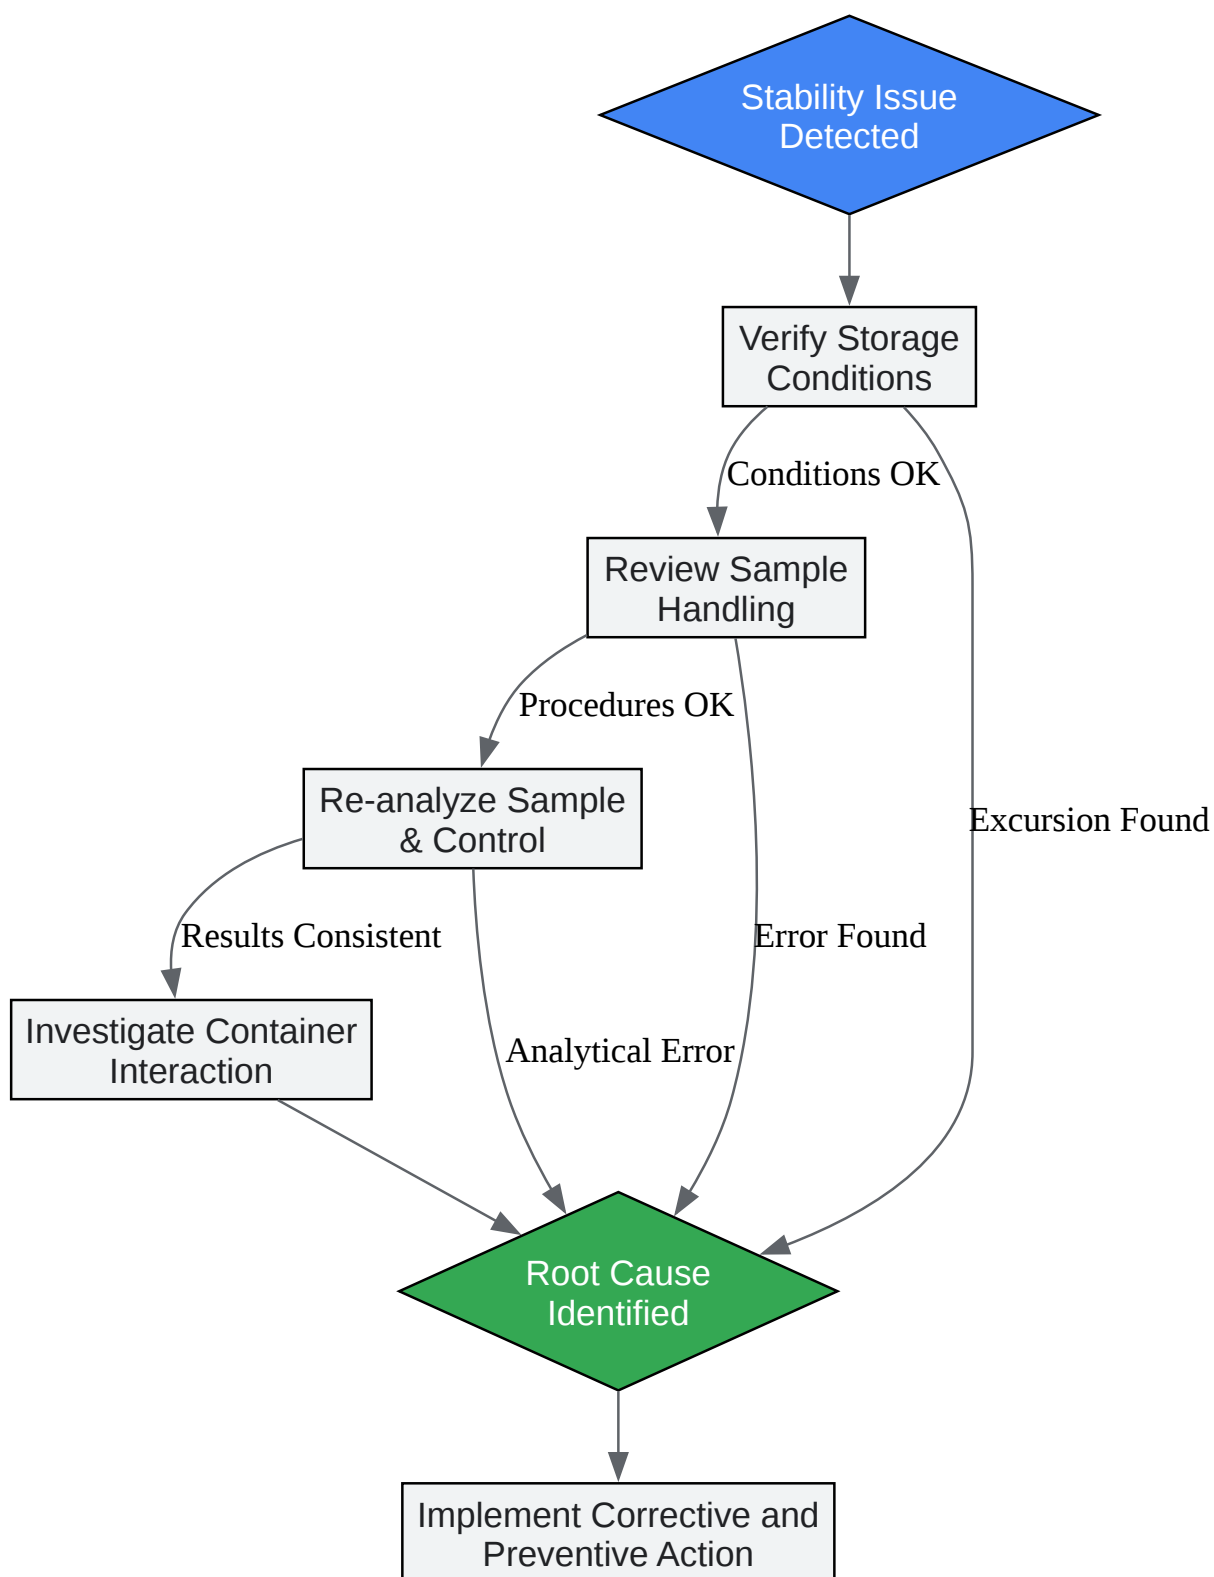 Stability Issue
Detected
Verify Storage
Conditions
Conditions OK
Review Sample
Handling
Procedures OK
Re-analyze Sample
& Control
Excursion Found
Results Consistent
Error Found
Investigate Container
Interaction
Analytical Error
Root Cause
Identified
Implement Corrective and
Preventive Action